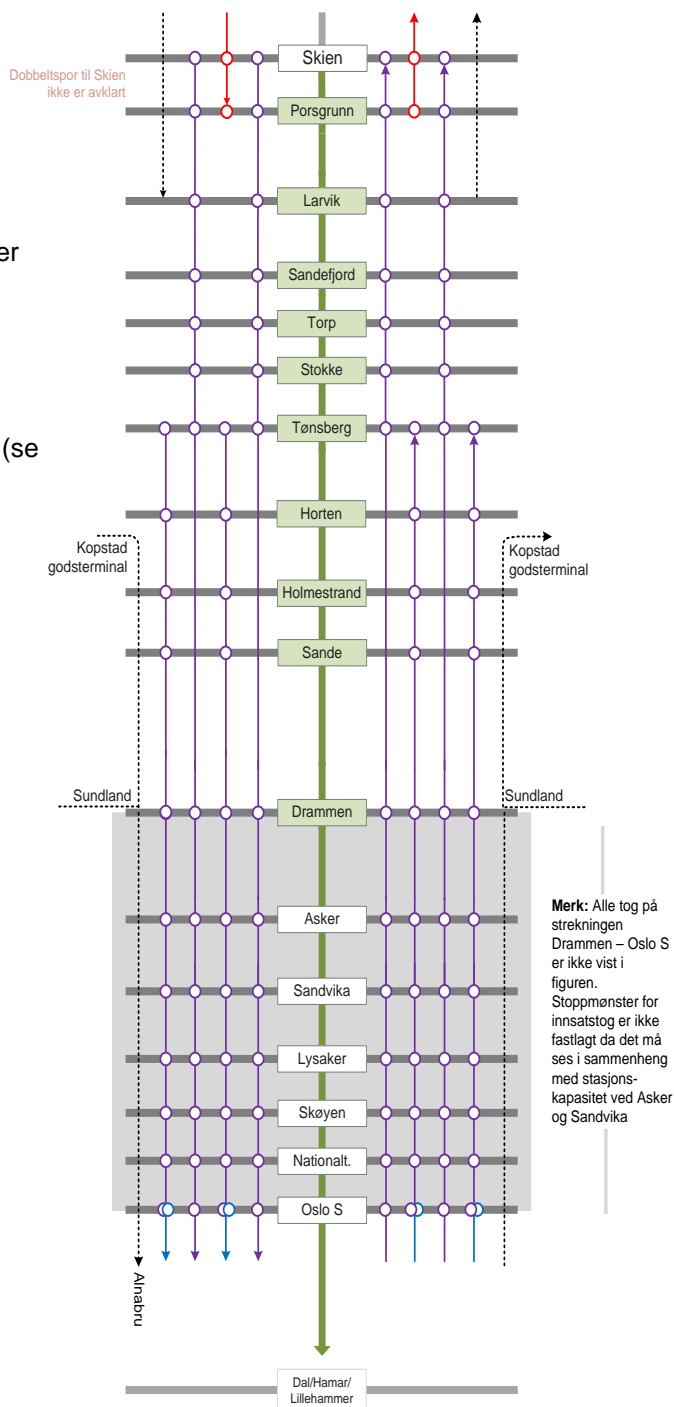 Skien
Dobbeltspor til Skien
ikke er avklart
Porsgrunn
Larvik
er
Sandefjord
Torp
Stokke
Tønsberg
(se
Horten
Kopstad
godsterminal
Kopstad
godsterminal
Holmestrand
Sande
Sundland
Sundland
Drammen
Asker
Sandvika
Lysaker
Skøyen
Nationalt.
Oslo S
Merk: Alle tog på
strekningen
Drammen – Oslo S
er ikke vist i
figuren.
Stoppmønster for
innsatstog er ikke
fastlagt da det må
ses i sammenheng
med stasjons-
kapasitet ved Asker
og Sandvika
Alnabru
Dal/Hamar/
Lillehammer